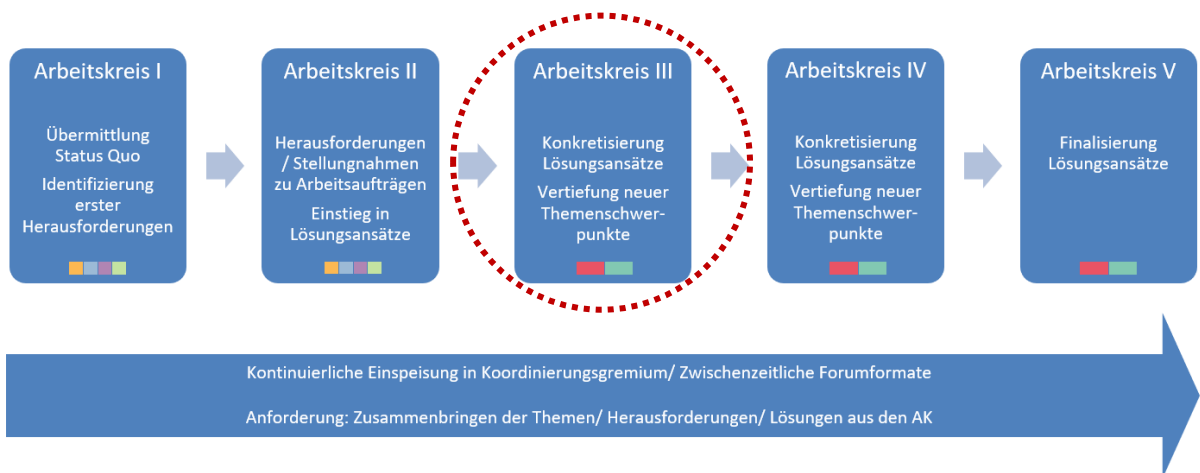 Arbeitskreis I
Übermittlung
Status Quo
Identifizierung
erster
Herausforderungen
Arbeitskreis II
Herausforderungen
/ Stellungnahmen
zu Arbeitsaufträgen
Einstieg in
Lösungsansätze
Arbeitskreis III
Konkretisierung
Lösungsansätze
Vertiefung neuer
Themenschwer-
punkte
Arbeitskreis IV
Konkretisierung
Lösungsansätze
Vertiefung neuer
Themenschwer-
punkte
Arbeitskreis V
Finalisierung
Lösungsansätze
Kontinuierliche Einspeisung in Koordinierungsgremium/ Zwischenzeitliche Forumformate
Anforderung: Zusammenbringen der Themen/ Herausforderungen/ Lösungen aus den AK